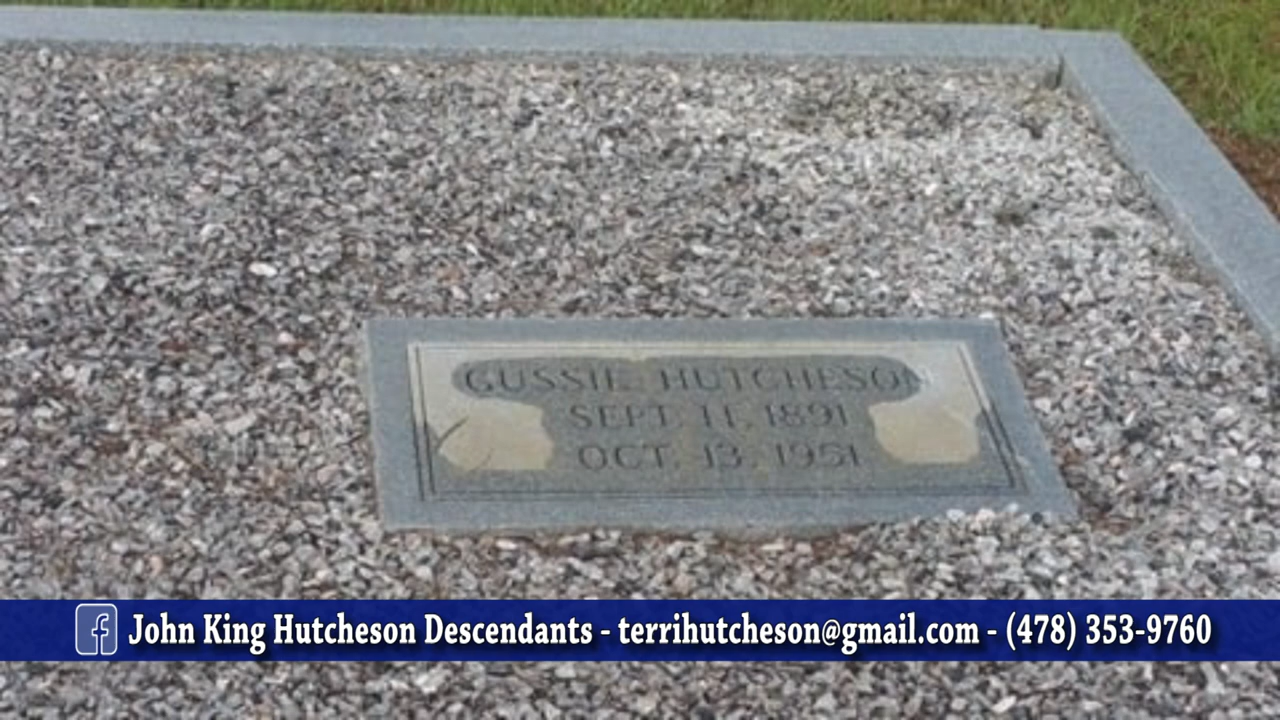 GUSSIE HUTCHESON
SEPT. 11, 1891
OCT. 13, 1951
John King Hutcheson Descendants - terrihutcheson@gmail.com - (478) 353-9760